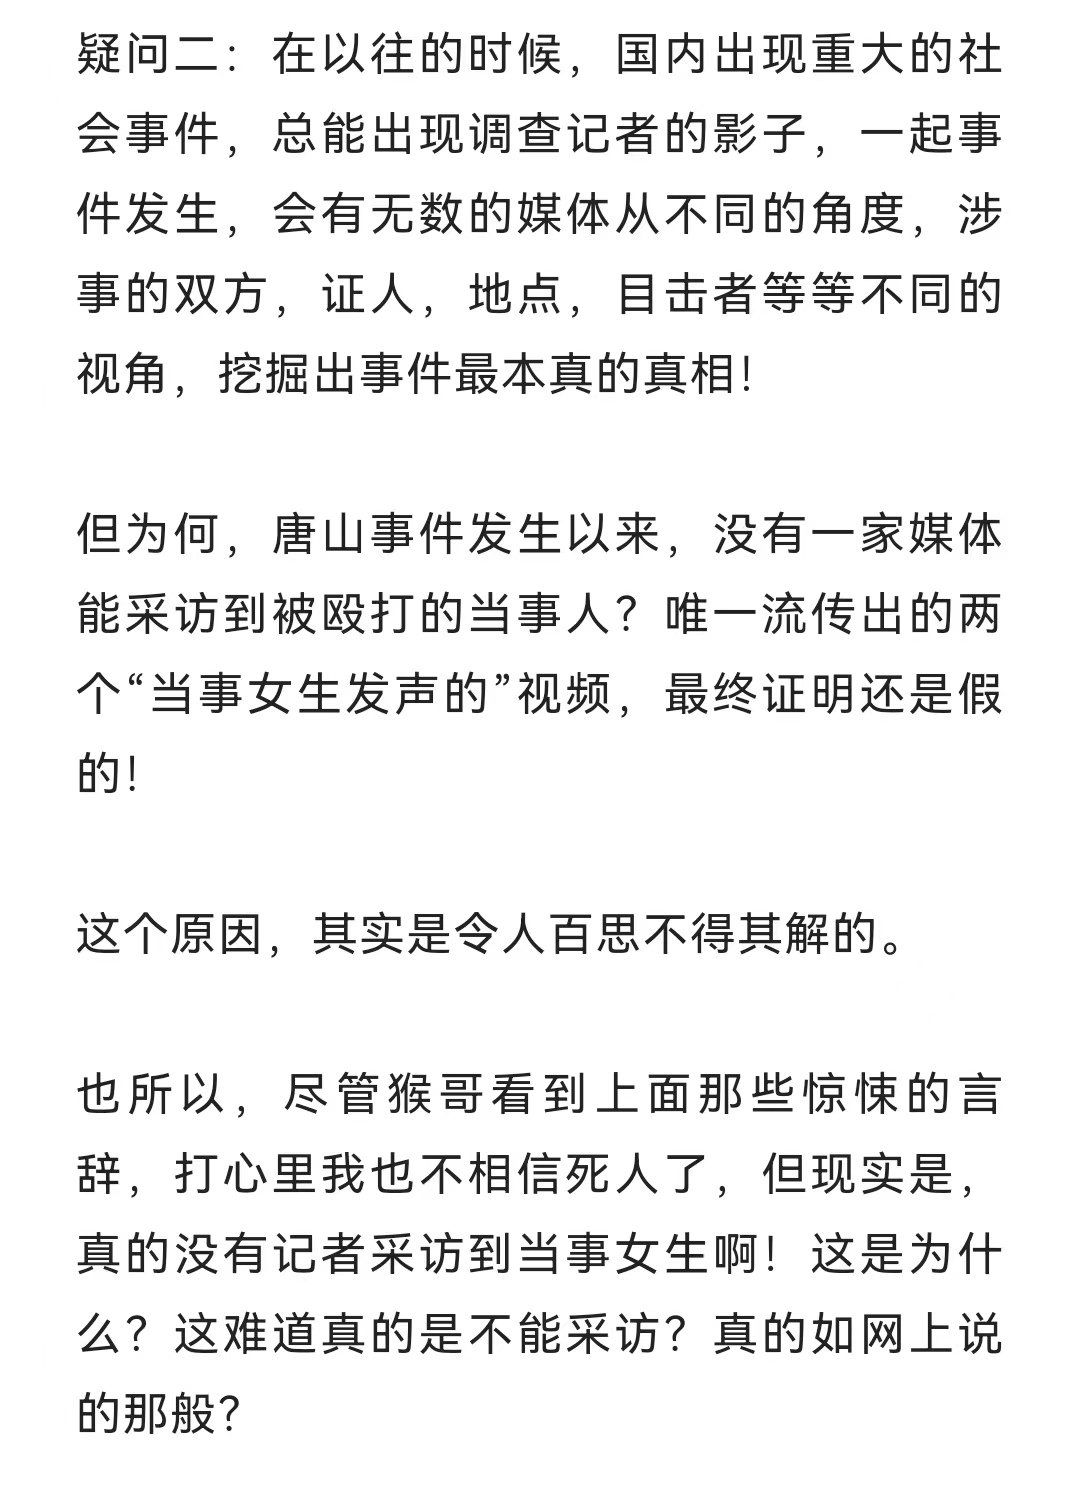 疑问二：在以往的时候，国内出现重大的社
会事件，总能出现调查记者的影子，一起事
件发生，会有无数的媒体从不同的角度，涉
事的双方，证人，地点，目击者等等不同的
视角，挖掘出事件最本真的真相！
但为何，唐山事件发生以来，没有一家媒体
能采访到被殴打的当事人？唯一流传出的两
个“当事女生发声的”视频，最终证明还是假
的！
这个原因，其实是令人百思不得其解的。
也所以，尽管猴哥看到上面那些惊悚的言
辞，打心里我也不相信死人了，但现实是，
真的没有记者采访到当事女生啊！这是为什
么？这难道真的是不能采访？真的如网上说
的那般？